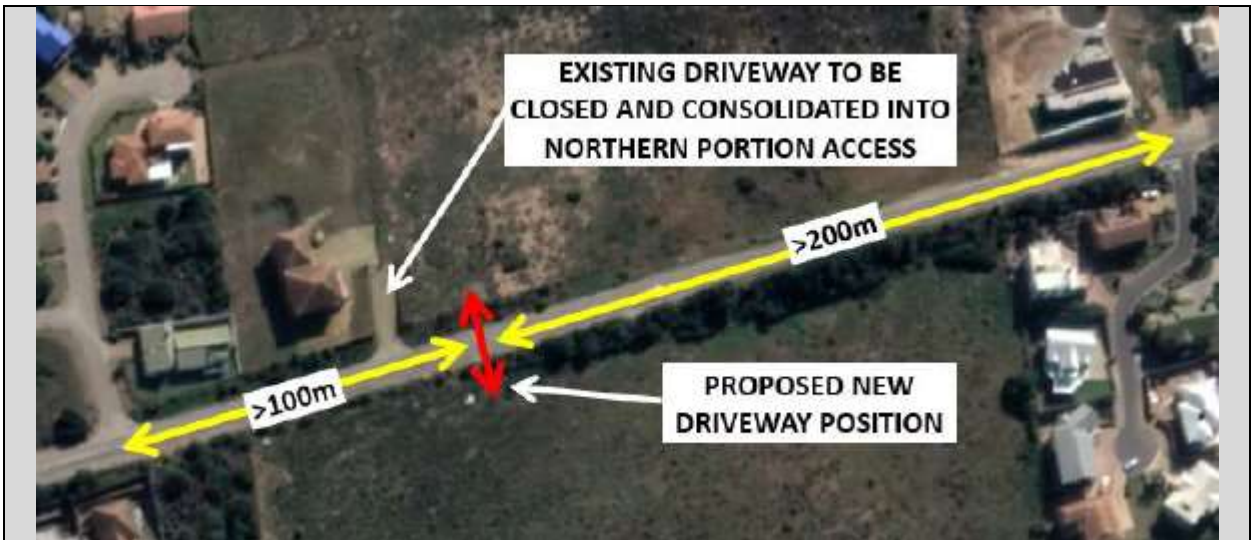 EXISTING DRIVEWAY TO BE
CLOSED AND CONSOLIDATED INTO
NORTHERN PORTION ACCESS
>200m
>100m
PROPOSED NEW
DRIVEWAY POSITION